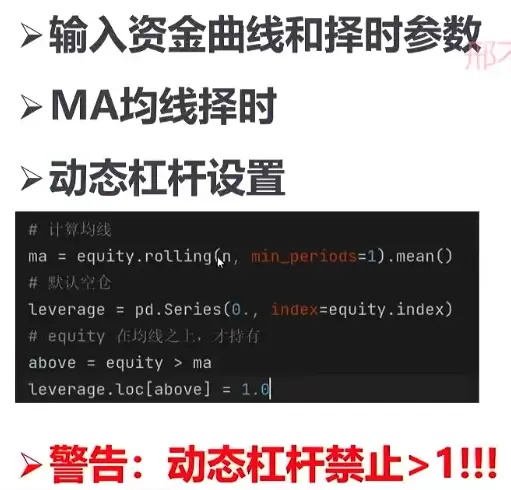 ➢输入资金曲线和择时参数
➢MA均线择时
➢动态杠杆设置
# 计算均线
ma = equity.rolling(n, min_periods=1).mean()
# 默认空仓
leverage = pd.Series(0., index=equity.index)
# equity 在均线之上，才持有
above = equity > ma
leverage.loc[above] = 1.0
➢警告：动态杠杆禁止>1!!!